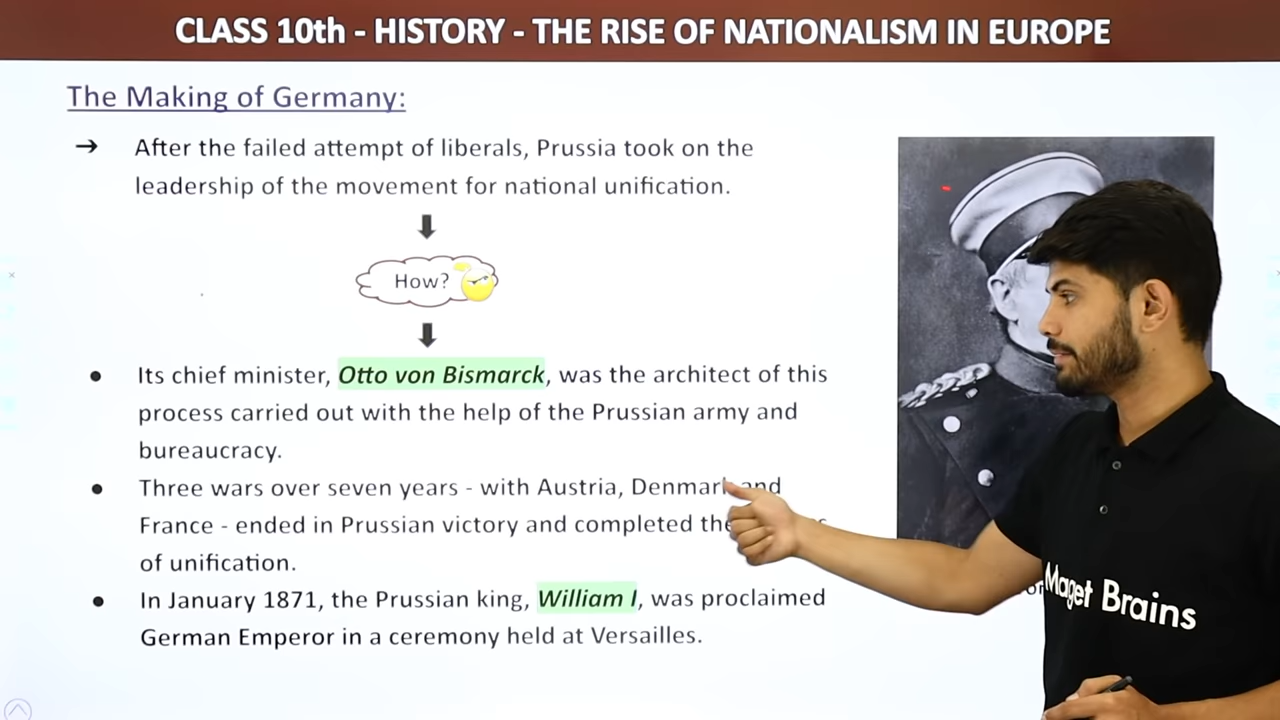 CLASS 10th - HISTORY - THE RISE OF NATIONALISM IN EUROPE
The Making of Germany:
→ After the failed attempt of liberals, Prussia took on the
leadership of the movement for national unification.
How?
● Its chief minister, Otto von Bismarck, was the architect of this
process carried out with the help of the Prussian army and
bureaucracy.
● Three wars over seven years - with Austria, Denmark and
France - ended in Prussian victory and completed the
of unification.
● In January 1871, the Prussian king, William I, was proclaimed
German Emperor in a ceremony held at Versailles.
Maget Brains